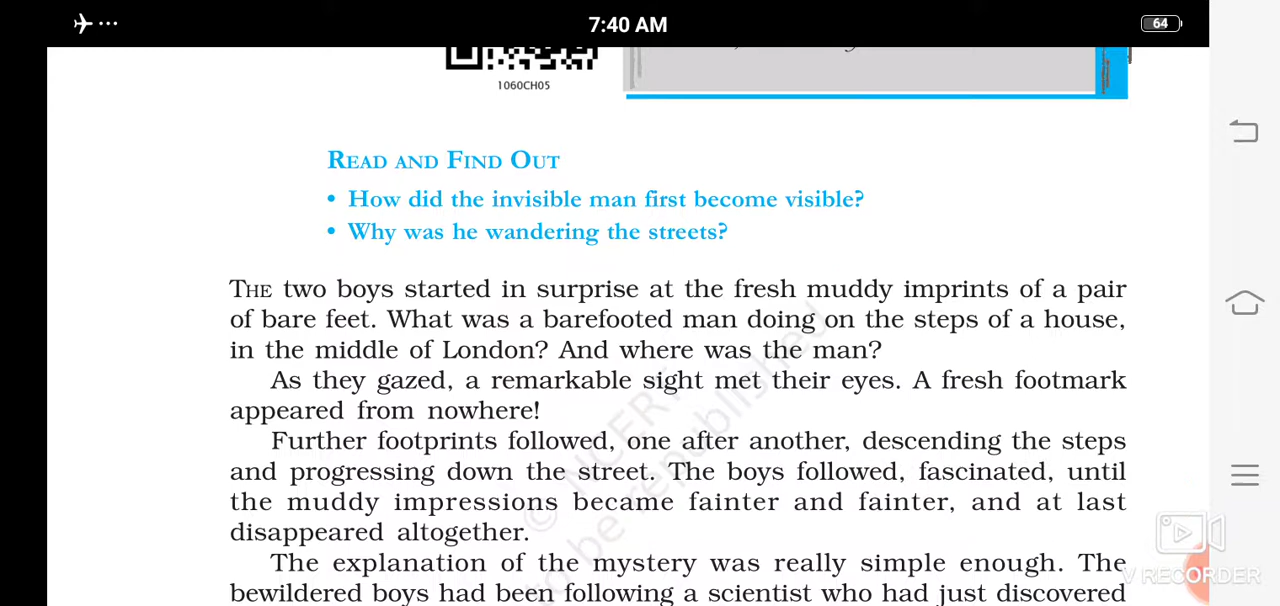 7:40 AM
64
1060CH05
READ AND FIND OUT
• How did the invisible man first become visible?
• Why was he wandering the streets?
THE two boys started in surprise at the fresh muddy imprints of a pair
of bare feet. What was a barefooted man doing on the steps of a house,
in the middle of London? And where was the man?
As they gazed, a remarkable sight met their eyes. A fresh footmark
appeared from nowhere!
Further footprints followed, one after another, descending the steps
and progressing down the street. The boys followed, fascinated, until
the muddy impressions became fainter and fainter, and at last
disappeared altogether.
The explanation of the mystery was really simple enough. The
bewildered boys had been following a scientist who had just discovered
© NCERT
to be republished
V RECORDER